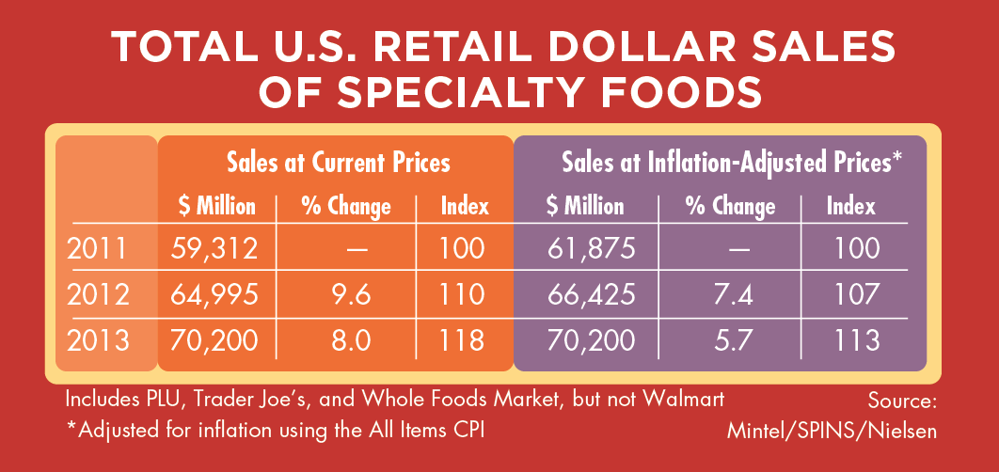 TOTAL U.S. RETAIL DOLLAR SALES
OF SPECIALTY FOODS
Sales at Current Prices Sales at Inflation-Adjusted Prices*
$ Million % Change Index $ Million % Change Index
2011 59,312 — 100 61,875 — 100
2012 64,995 9.6 110 66,425 7.4 107
2013 70,200 8.0 118 70,200 5.7 113
Includes PLU, Trader Joe's, and Whole Foods Market, but not Walmart Source:
*Adjusted for inflation using the All Items CPI Mintel/SPINS/Nielsen